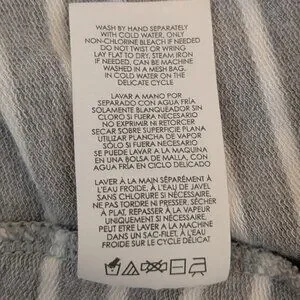 WASH BY HAND SEPARATELY
WITH COLD WATER, ONLY
NON-CHLORINE BLEACH IF NEEDED
DO NOT TWIST OR WRING
LAY FLAT TO DRY, STEAM IRON
IF NEEDED, CAN BE MACHINE
WASHED IN A MESH BAG,
IN COLD WATER ON THE
DELICATE CYCLE
LAVAR A MANO POR
SEPARADO CON AGUA FRÍA
SOLAMENTE BLANQUEADOR SIN
CLORO SI FUERA NECESARIO
NO EXPRIMIR NI RETORCER
SECAR SOBRE SUPERFICIE PLANA
UTILIZAR PLANCHA DE VAPOR
SÓLO SI FUERA NECESARIO
SE PUEDE LAVAR A LA MAQUINA
EN UNA BOLSA DE MALLA, CON
AGUA FRÍA EN CICLO DELICADO
LAVER À LA MAIN SÉPARÉMENT À
L'EAU FROIDE, À L'EAU DE JAVEL
SANS CHLORURE SI NÉCESSAIRE,
NE PAS TORDRE NI PRESSER, SÉCHER
À PLAT, REPASSER À LA VAPEUR
UNIQUEMENT SI NÉCESSAIRE
PEUT ÊTRE LAVER A LA MACHINE
DANS UN SAC-FILET, À L'EAU
FROIDE SUR LE CYCLE DÉLICAT